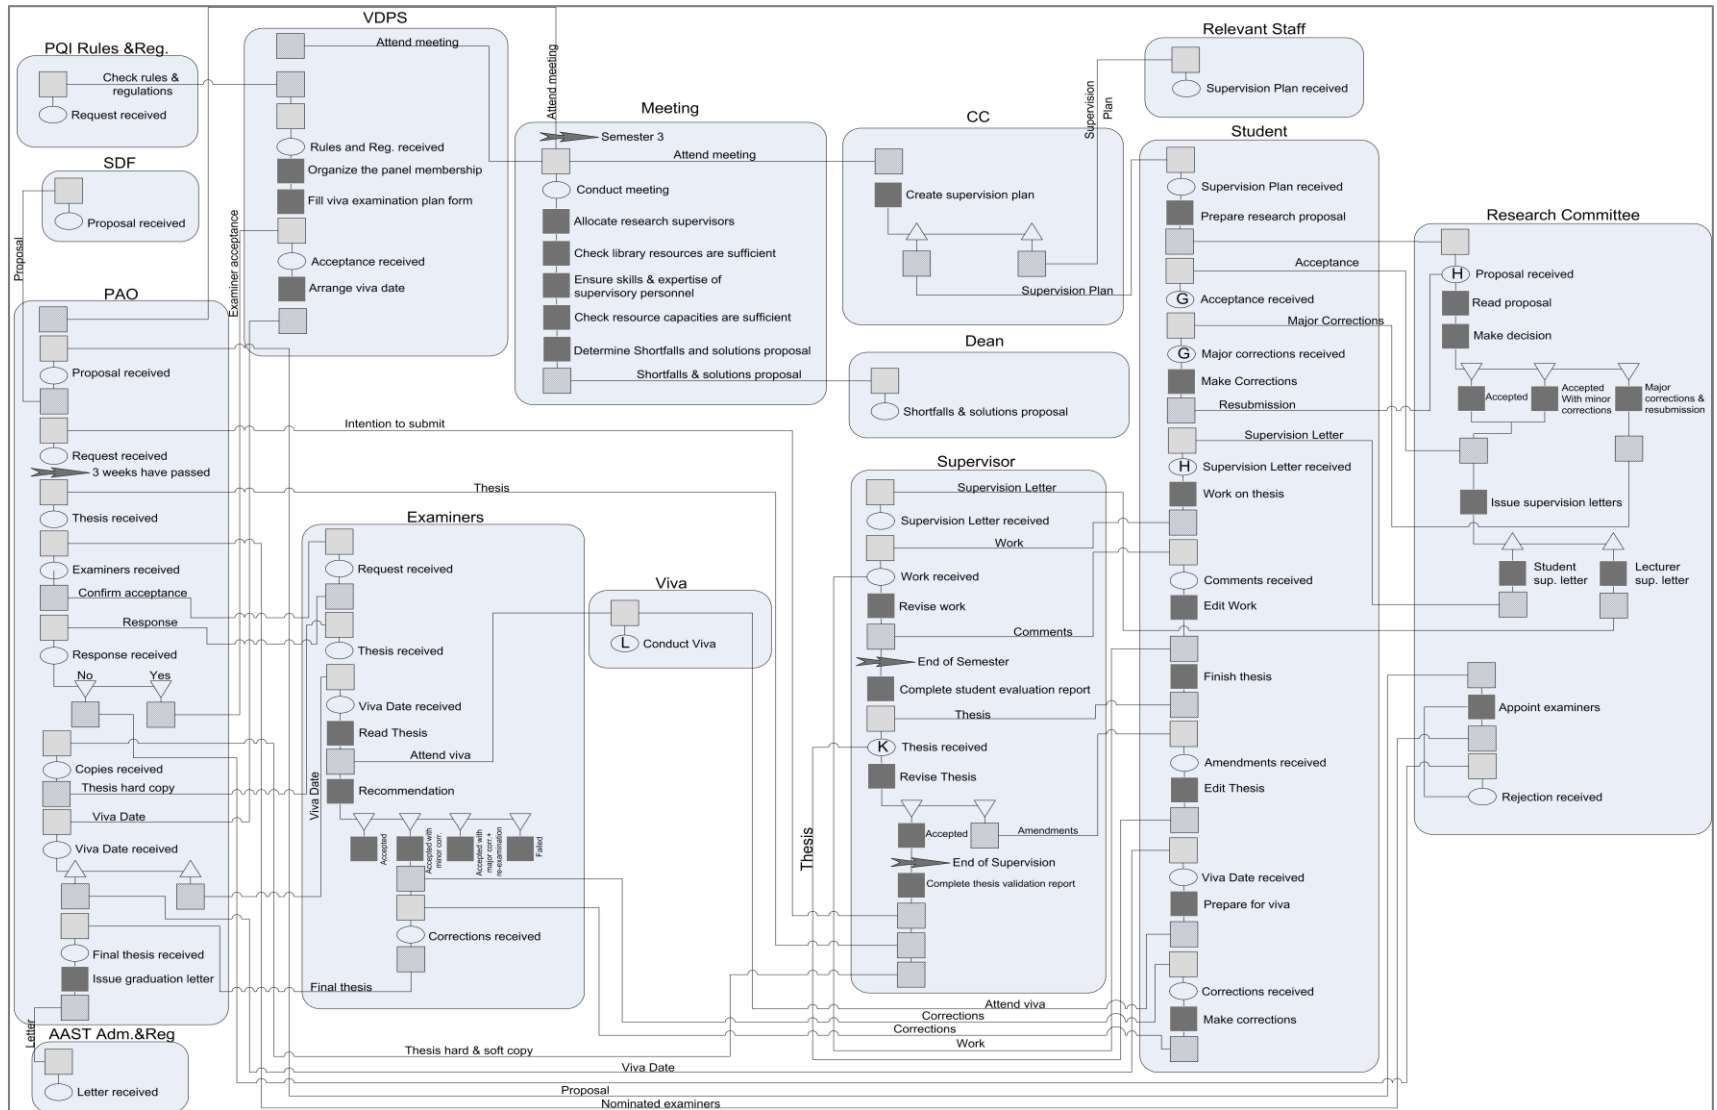 VDPS
Attend meeting
PQI Rules &Reg.
Check rules &
regulations
Request received
Rules and Reg. received
Organize the panel membership
Fill viva examination plan form
Acceptance received
Arrange viva date
SDF
Proposal received
Proposal
Examiner acceptance
Attend meeting
Meeting
Semester 3
Conduct meeting
Allocate research supervisors
Check library resources are sufficient
Ensure skills & expertise of
supervisory personnel
Check resource capacities are sufficient
Determine Shortfalls and solutions proposal
Shortfalls & solutions proposal
Attend meeting
CC
Create supervision plan
Supervision Plan
Supervision
Plan
Relevant Staff
Supervision Plan received
Dean
Shortfalls & solutions proposal
Student
Supervision Plan received
Prepare research proposal
Acceptance
G
Acceptance received
Major Corrections
G
Major corrections received
Make Corrections
Resubmission
Supervision Letter
H
Supervision Letter received
Work on thesis
Comments received
Edit Work
Finish thesis
Amendments received
Edit Thesis
Viva Date received
Prepare for viva
Corrections received
Make corrections
Research Committee
H
Proposal received
Read proposal
Make decision
Accepted
Accepted
With minor
corrections
Major
corrections &
resubmission
Issue supervision letters
Student
sup. letter
Lecturer
sup. letter
Appoint examiners
Rejection received
PAO
Proposal received
Intention to submit
Request received
3 weeks have passed
Thesis
Thesis received
Examiners received
Confirm acceptance
Response
Response received
No
Yes
Copies received
Thesis hard copy
Viva Date
Viva Date received
Final thesis received
Issue graduation letter
Letter
AAST Adm.&Reg
Letter received
Examiners
Request received
Thesis received
Viva Date received
Read Thesis
Attend viva
Recommendation
Viva Date
Accepted
Accepted with
minor corr.
Accepted with
major corr.+
re-examination
Failed
Corrections received
Final thesis
Viva
L
Conduct Viva
Supervisor
Supervision Letter
Supervision Letter received
Work
Work received
Revise work
Comments
End of Semester
Complete student evaluation report
Thesis
K
Thesis received
Revise Thesis
Accepted
Amendments
End of Supervision
Complete thesis validation report
Thesis
Attend viva
Corrections
Corrections
Work
Thesis hard & soft copy
Viva Date
Proposal
Nominated examiners